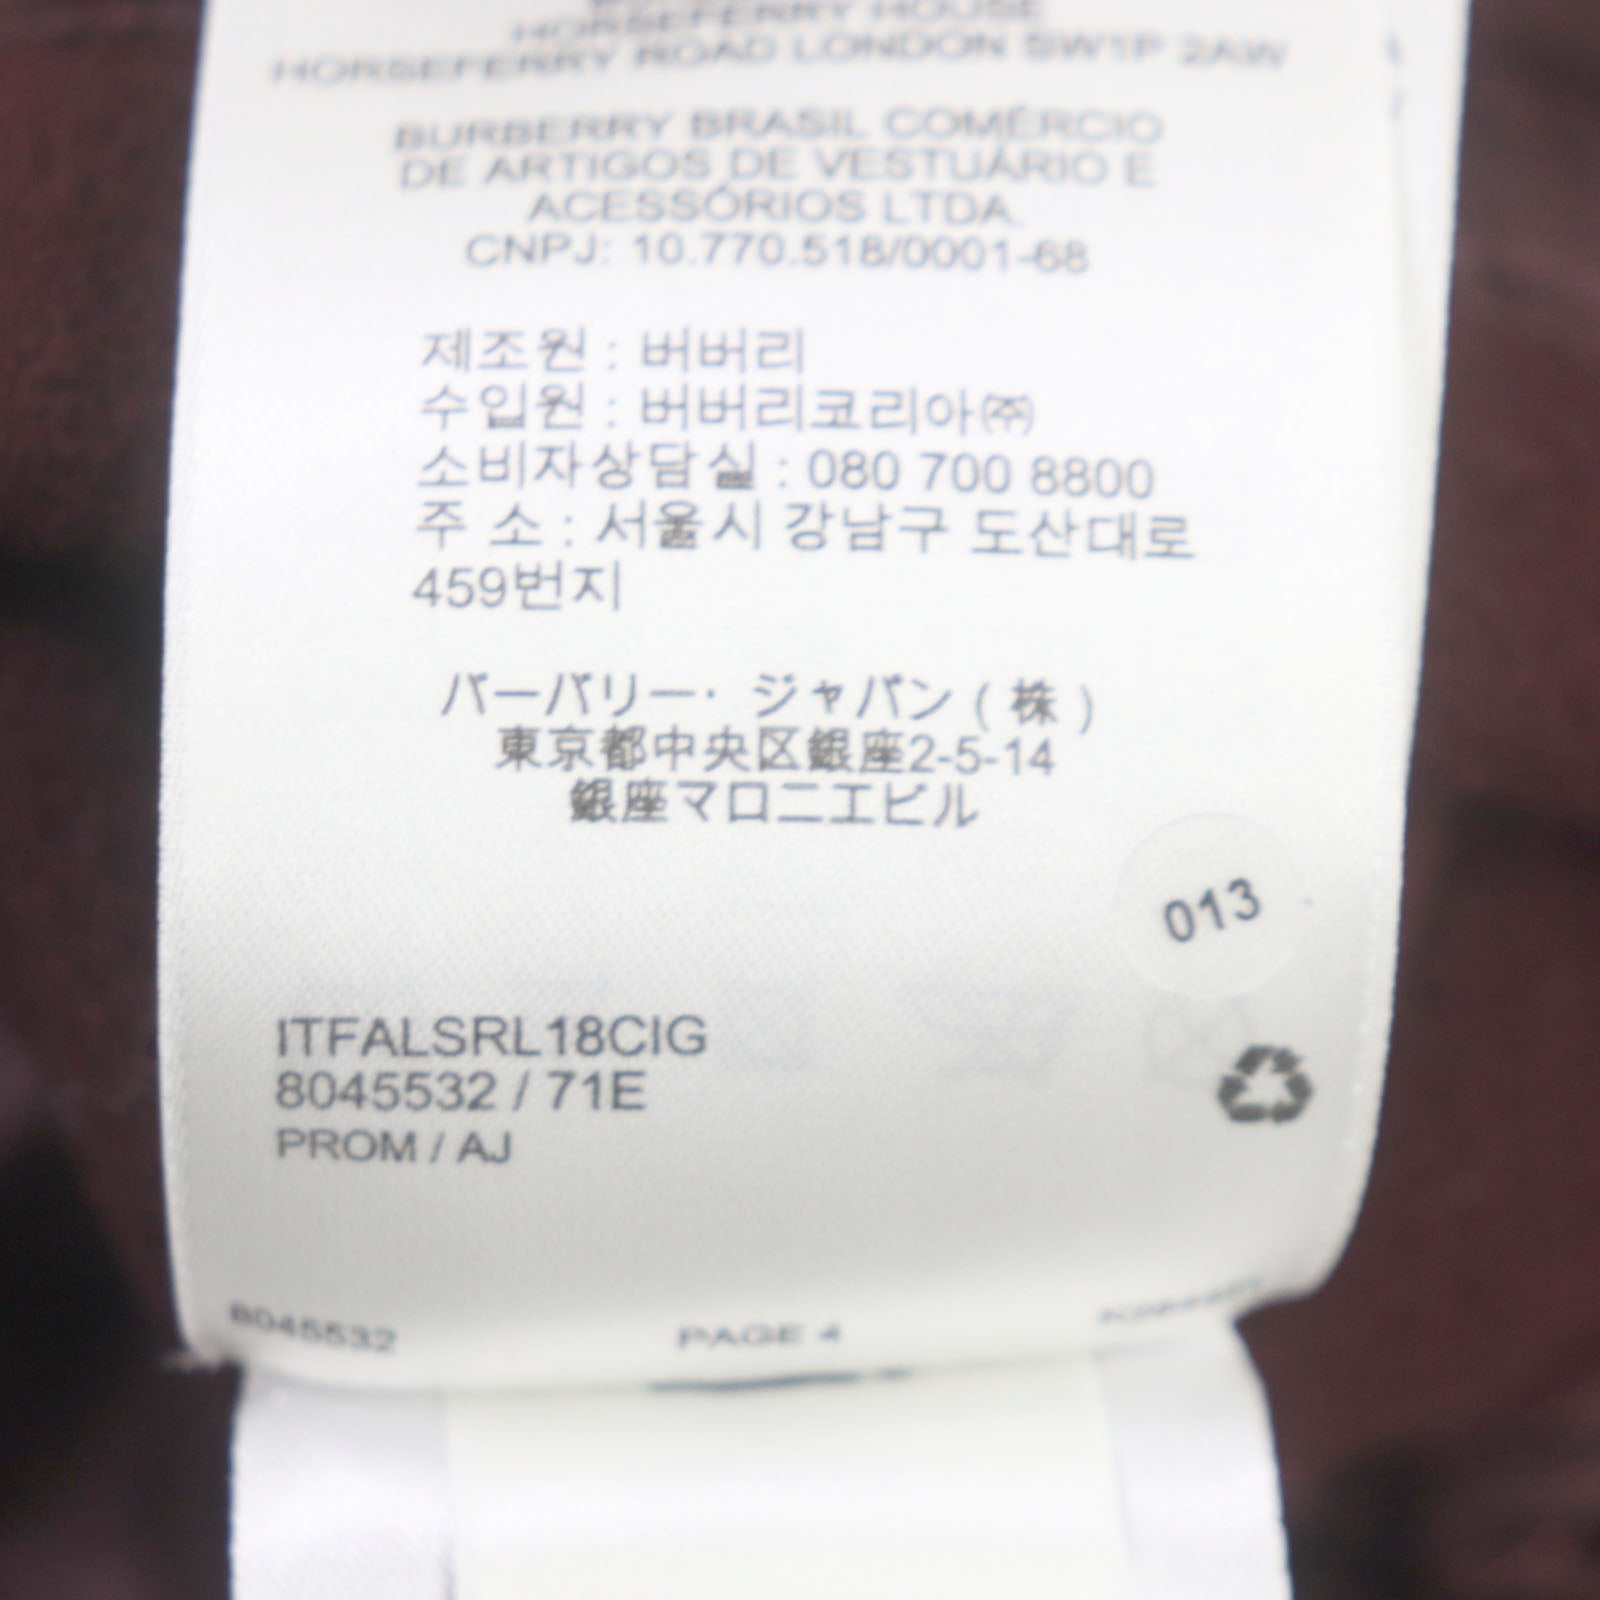 HORSEFERRY HOUSE
HORSEFERRY ROAD LONDON SW1P 2AW
BURBERRY BRASIL COMÉRCIO
DE ARTIGOS DE VESTUÁRIO E
ACESSÓRIOS LTDA.
CNPJ: 10.770.518/0001-68
제조원 : 버버리
수입원 : 버버리코리아㈜
소비자상담실 : 080 700 8800
주 소 : 서울시 강남구 도산대로
459번지
バーバリー・ジャパン ( 株 )
東京都中央区銀座2-5-14
銀座マロニエビル
013
ITFALSRL18CIG
8045532 / 71E
PROM / AJ
8045532 PAGE 4